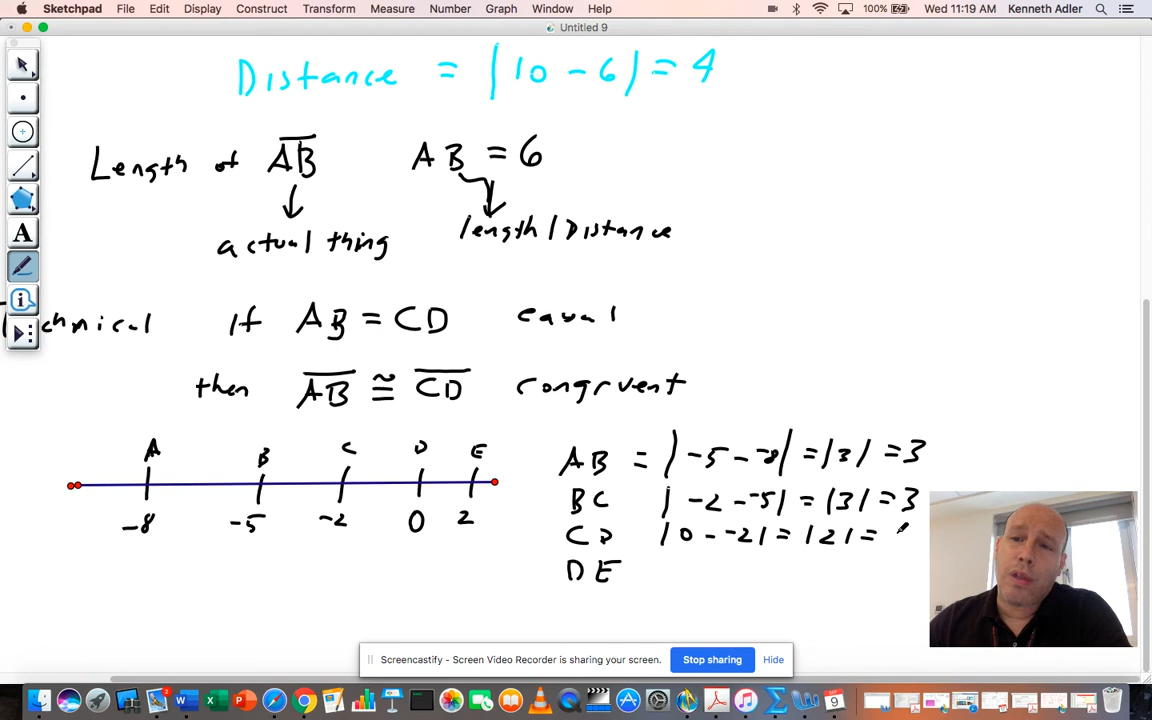 Sketchpad File Edit Display Construct Transform Measure Number Graph Window Help 100% Wed 11:19 AM Kenneth Adler
Untitled 9
Distance = |10 - 6| = 4
Length of AB AB = 6
actual thing length / Distance
chnical If AB = CD equal
then AB ≅ CD congruent
A B C D E
-8 -5 -2 0 2
AB = |-5 - -8| = |3| = 3
BC |-2 - -5| = |3| = 3
CD |0 - -2| = |2| =
DE
Screencastify - Screen Video Recorder is sharing your screen. Stop sharing Hide